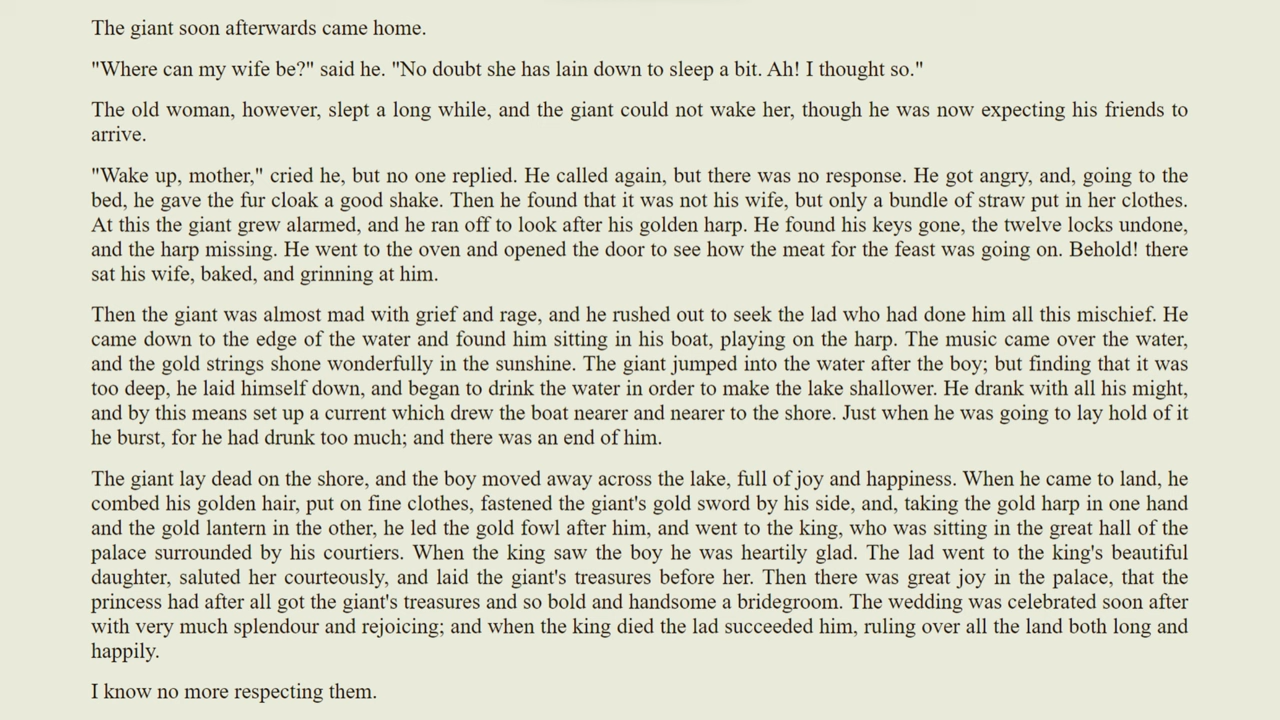 The giant soon afterwards came home.
"Where can my wife be?" said he. "No doubt she has lain down to sleep a bit. Ah! I thought so."
The old woman, however, slept a long while, and the giant could not wake her, though he was now expecting his friends to
arrive.
"Wake up, mother," cried he, but no one replied. He called again, but there was no response. He got angry, and, going to the
bed, he gave the fur cloak a good shake. Then he found that it was not his wife, but only a bundle of straw put in her clothes.
At this the giant grew alarmed, and he ran off to look after his golden harp. He found his keys gone, the twelve locks undone,
and the harp missing. He went to the oven and opened the door to see how the meat for the feast was going on. Behold! there
sat his wife, baked, and grinning at him.
Then the giant was almost mad with grief and rage, and he rushed out to seek the lad who had done him all this mischief. He
came down to the edge of the water and found him sitting in his boat, playing on the harp. The music came over the water,
and the gold strings shone wonderfully in the sunshine. The giant jumped into the water after the boy; but finding that it was
too deep, he laid himself down, and began to drink the water in order to make the lake shallower. He drank with all his might,
and by this means set up a current which drew the boat nearer and nearer to the shore. Just when he was going to lay hold of it
he burst, for he had drunk too much; and there was an end of him.
The giant lay dead on the shore, and the boy moved away across the lake, full of joy and happiness. When he came to land, he
combed his golden hair, put on fine clothes, fastened the giant's gold sword by his side, and, taking the gold harp in one hand
and the gold lantern in the other, he led the gold fowl after him, and went to the king, who was sitting in the great hall of the
palace surrounded by his courtiers. When the king saw the boy he was heartily glad. The lad went to the king's beautiful
daughter, saluted her courteously, and laid the giant's treasures before her. Then there was great joy in the palace, that the
princess had after all got the giant's treasures and so bold and handsome a bridegroom. The wedding was celebrated soon after
with very much splendour and rejoicing; and when the king died the lad succeeded him, ruling over all the land both long and
happily.
I know no more respecting them.